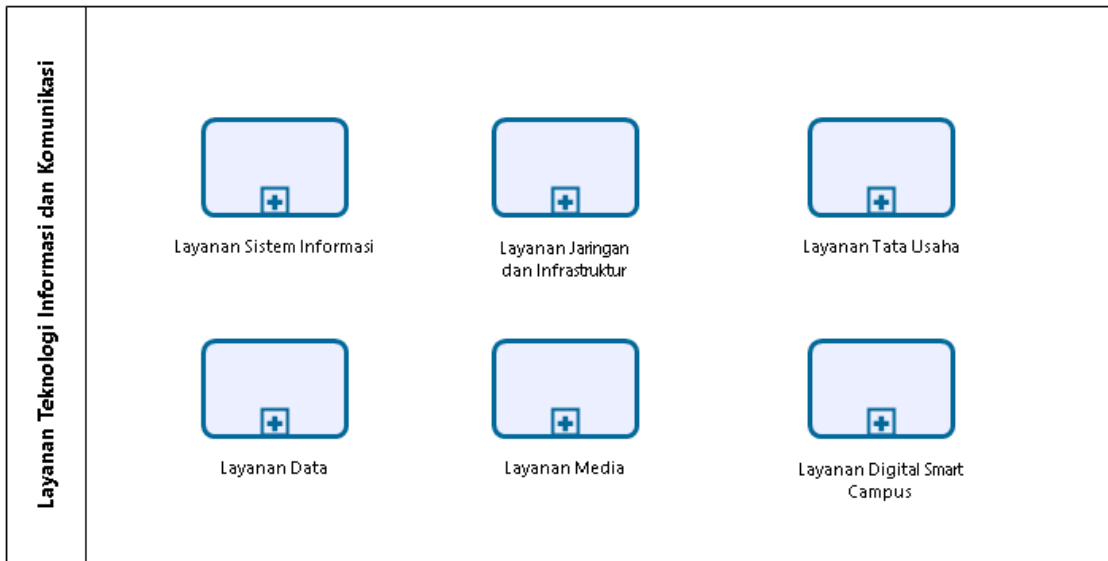 Layanan Teknologi Informasi dan Komunikasi
Layanan Sistem Informasi
Layanan Jaringan
dan Infrastruktur
Layanan Tata Usaha
Layanan Data
Layanan Media
Layanan Digital Smart
Campus